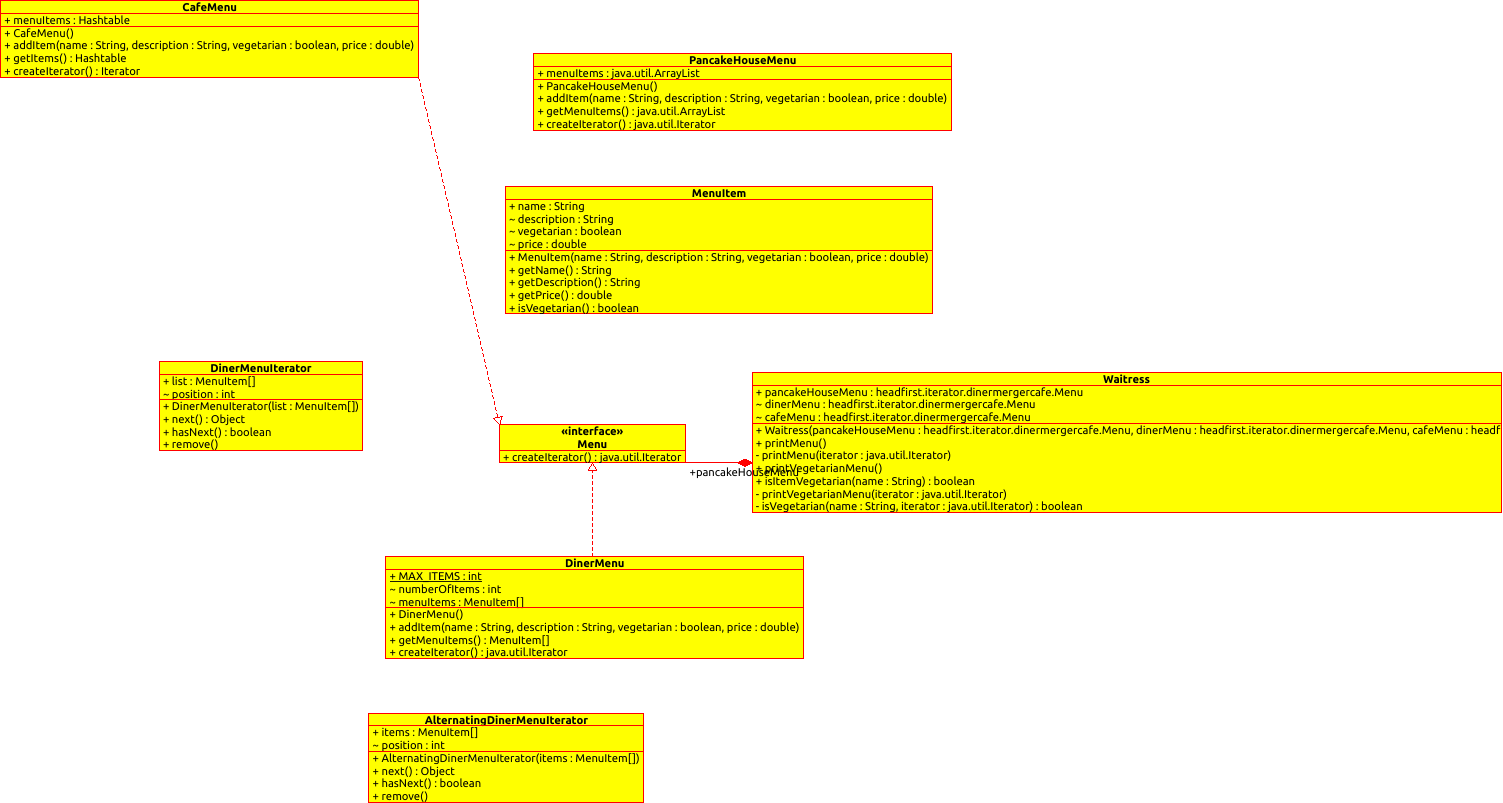 CafeMenu
+ menuItems : Hashtable
+ CafeMenu()
+ addItem(name : String, description : String, vegetarian : boolean, price : double)
+ getItems() : Hashtable
+ createIterator() : Iterator
PancakeHouseMenu
+ menuItems : java.util.ArrayList
+ PancakeHouseMenu()
+ addItem(name : String, description : String, vegetarian : boolean, price : double)
+ getMenuItems() : java.util.ArrayList
+ createIterator() : java.util.Iterator
MenuItem
+ name : String
~ description : String
~ vegetarian : boolean
~ price : double
+ MenuItem(name : String, description : String, vegetarian : boolean, price : double)
+ getName() : String
+ getDescription() : String
+ getPrice() : double
+ isVegetarian() : boolean
DinerMenuIterator
+ list : MenuItem[]
~ position : int
+ DinerMenuIterator(list : MenuItem[])
+ next() : Object
+ hasNext() : boolean
+ remove()
Waitress
+ pancakeHouseMenu : headfirst.iterator.dinermergercafe.Menu
~ dinerMenu : headfirst.iterator.dinermergercafe.Menu
~ cafeMenu : headfirst.iterator.dinermergercafe.Menu
+ Waitress(pancakeHouseMenu : headfirst.iterator.dinermergercafe.Menu, dinerMenu : headfirst.iterator.dinermergercafe.Menu, cafeMenu : headf
+ printMenu()
- printMenu(iterator : java.util.Iterator)
+ printVegetarianMenu()
+ isItemVegetarian(name : String) : boolean
- printVegetarianMenu(iterator : java.util.Iterator)
- isVegetarian(name : String, iterator : java.util.Iterator) : boolean
«interface»
Menu
+ createIterator() : java.util.Iterator
+pancakeHouseMenu
DinerMenu
+ MAX_ITEMS : int
~ numberOfItems : int
~ menuItems : MenuItem[]
+ DinerMenu()
+ addItem(name : String, description : String, vegetarian : boolean, price : double)
+ getMenuItems() : MenuItem[]
+ createIterator() : java.util.Iterator
AlternatingDinerMenuIterator
+ items : MenuItem[]
~ position : int
+ AlternatingDinerMenuIterator(items : MenuItem[])
+ next() : Object
+ hasNext() : boolean
+ remove()